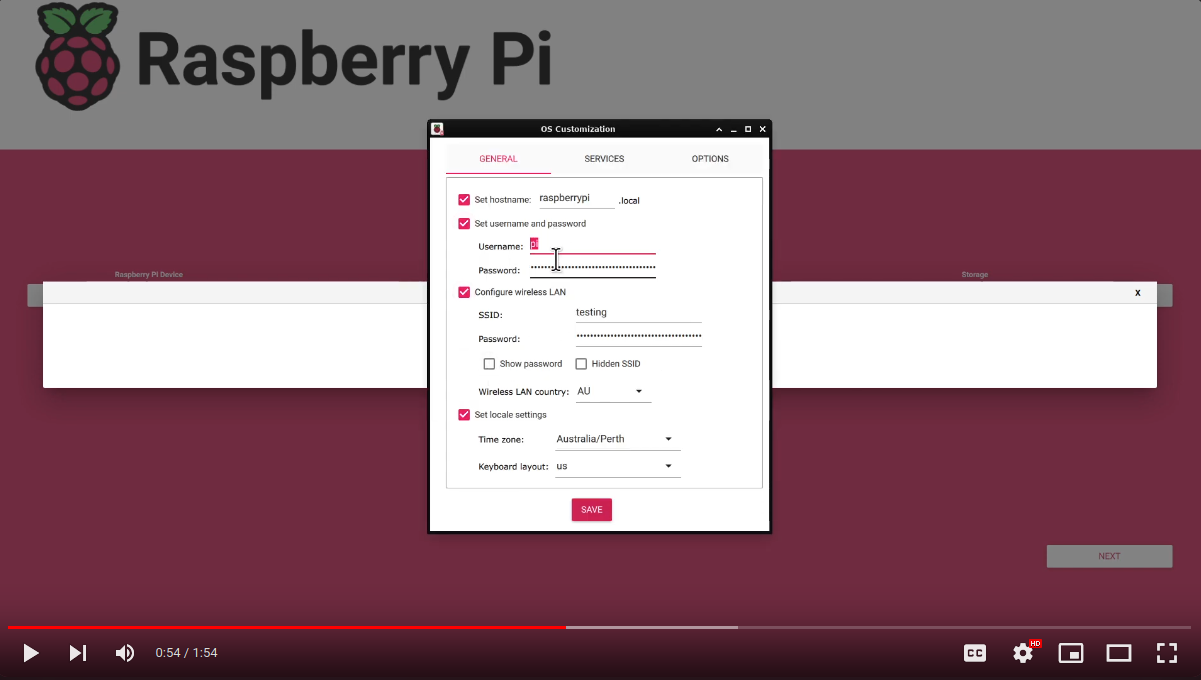 Raspberry Pi
OS Customization
GENERAL SERVICES OPTIONS
Set hostname: raspberrypi .local
Set username and password
Username: pi
Raspberry Pi Device Storage
Password: ••••••••••••••••••••••••••••••••••••
X
Configure wireless LAN
SSID: testing
Password: ••••••••••••••••••••••••••••••••••••
Show password Hidden SSID
Wireless LAN country: AU
Set locale settings
Time zone: Australia/Perth
Keyboard layout: us
SAVE
NEXT
0:54 / 1:54 CC HD